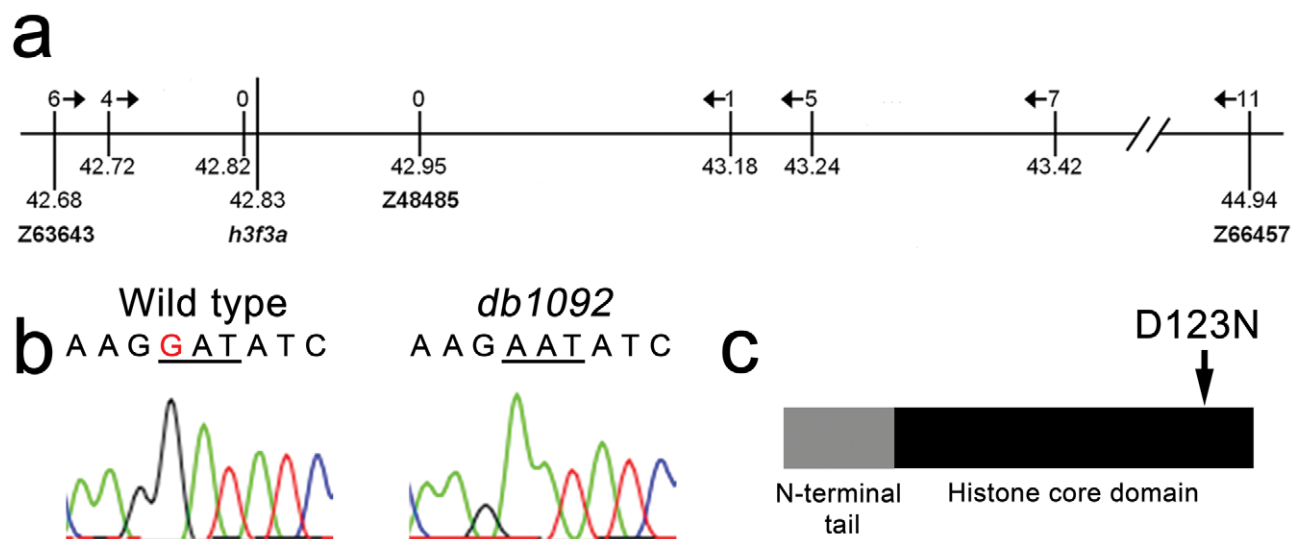 a
6 4 0 0 1 5 7 11
42.72 42.82 42.95 43.18 43.24 43.42
42.68 42.83 Z48485 44.94
Z63643 h3f3a Z66457
b
Wild type db1092
A A G G A T A T C A A G A A T A T C
c
D123N
N-terminal Histone core domain
tail